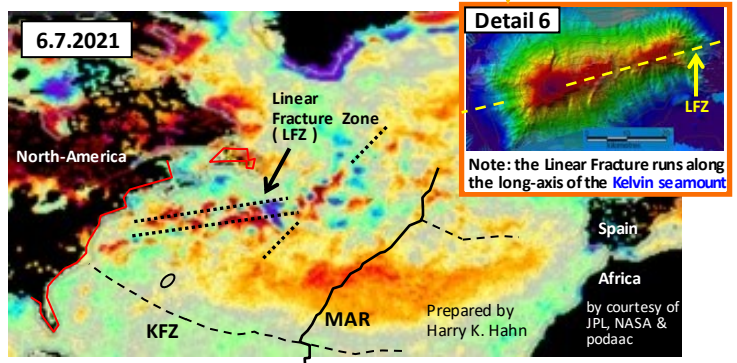 6.7.2021
Linear
Fracture Zone
( LFZ )
North-America
KFZ
MAR
Prepared by
Harry K. Hahn
Spain
Africa
by courtesy of
JPL, NASA &
podaac
Detail 6
LFZ
Note: the Linear Fracture runs along
the long-axis of the Kelvin seamount